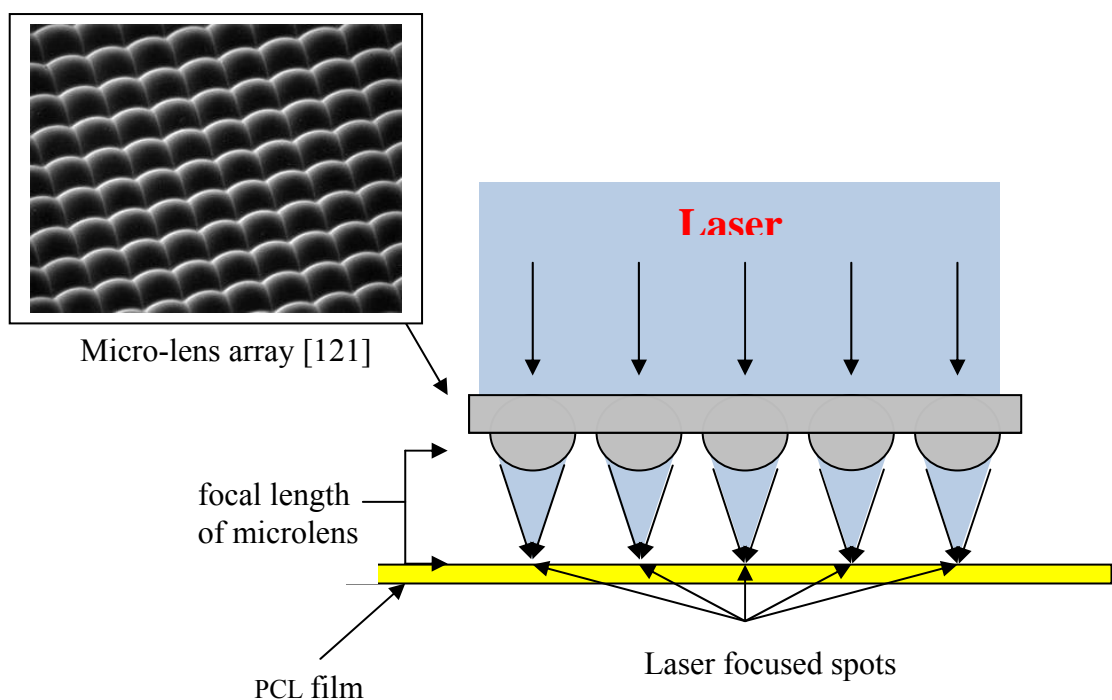 Laser
Micro-lens array [121]
focal length
of microlens
Laser focused spots
PCL film